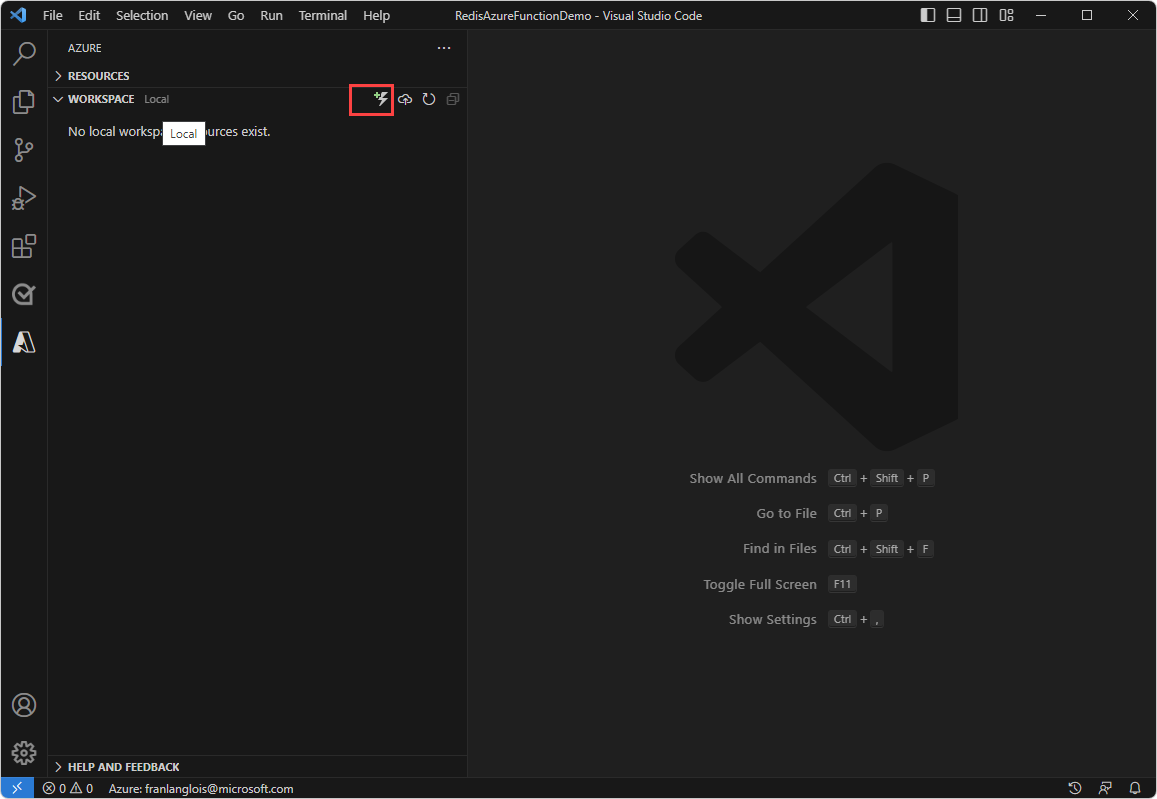 File Edit Selection View Go Run Terminal Help RedisAzureFunctionDemo - Visual Studio Code
AZURE
RESOURCES
WORKSPACE Local
No local workspa Local urces exist.
Show All Commands Ctrl + Shift + P
Go to File Ctrl + P
Find in Files Ctrl + Shift + F
Toggle Full Screen F11
Show Settings Ctrl + ,
HELP AND FEEDBACK
0 0 Azure: franlanglois@microsoft.com